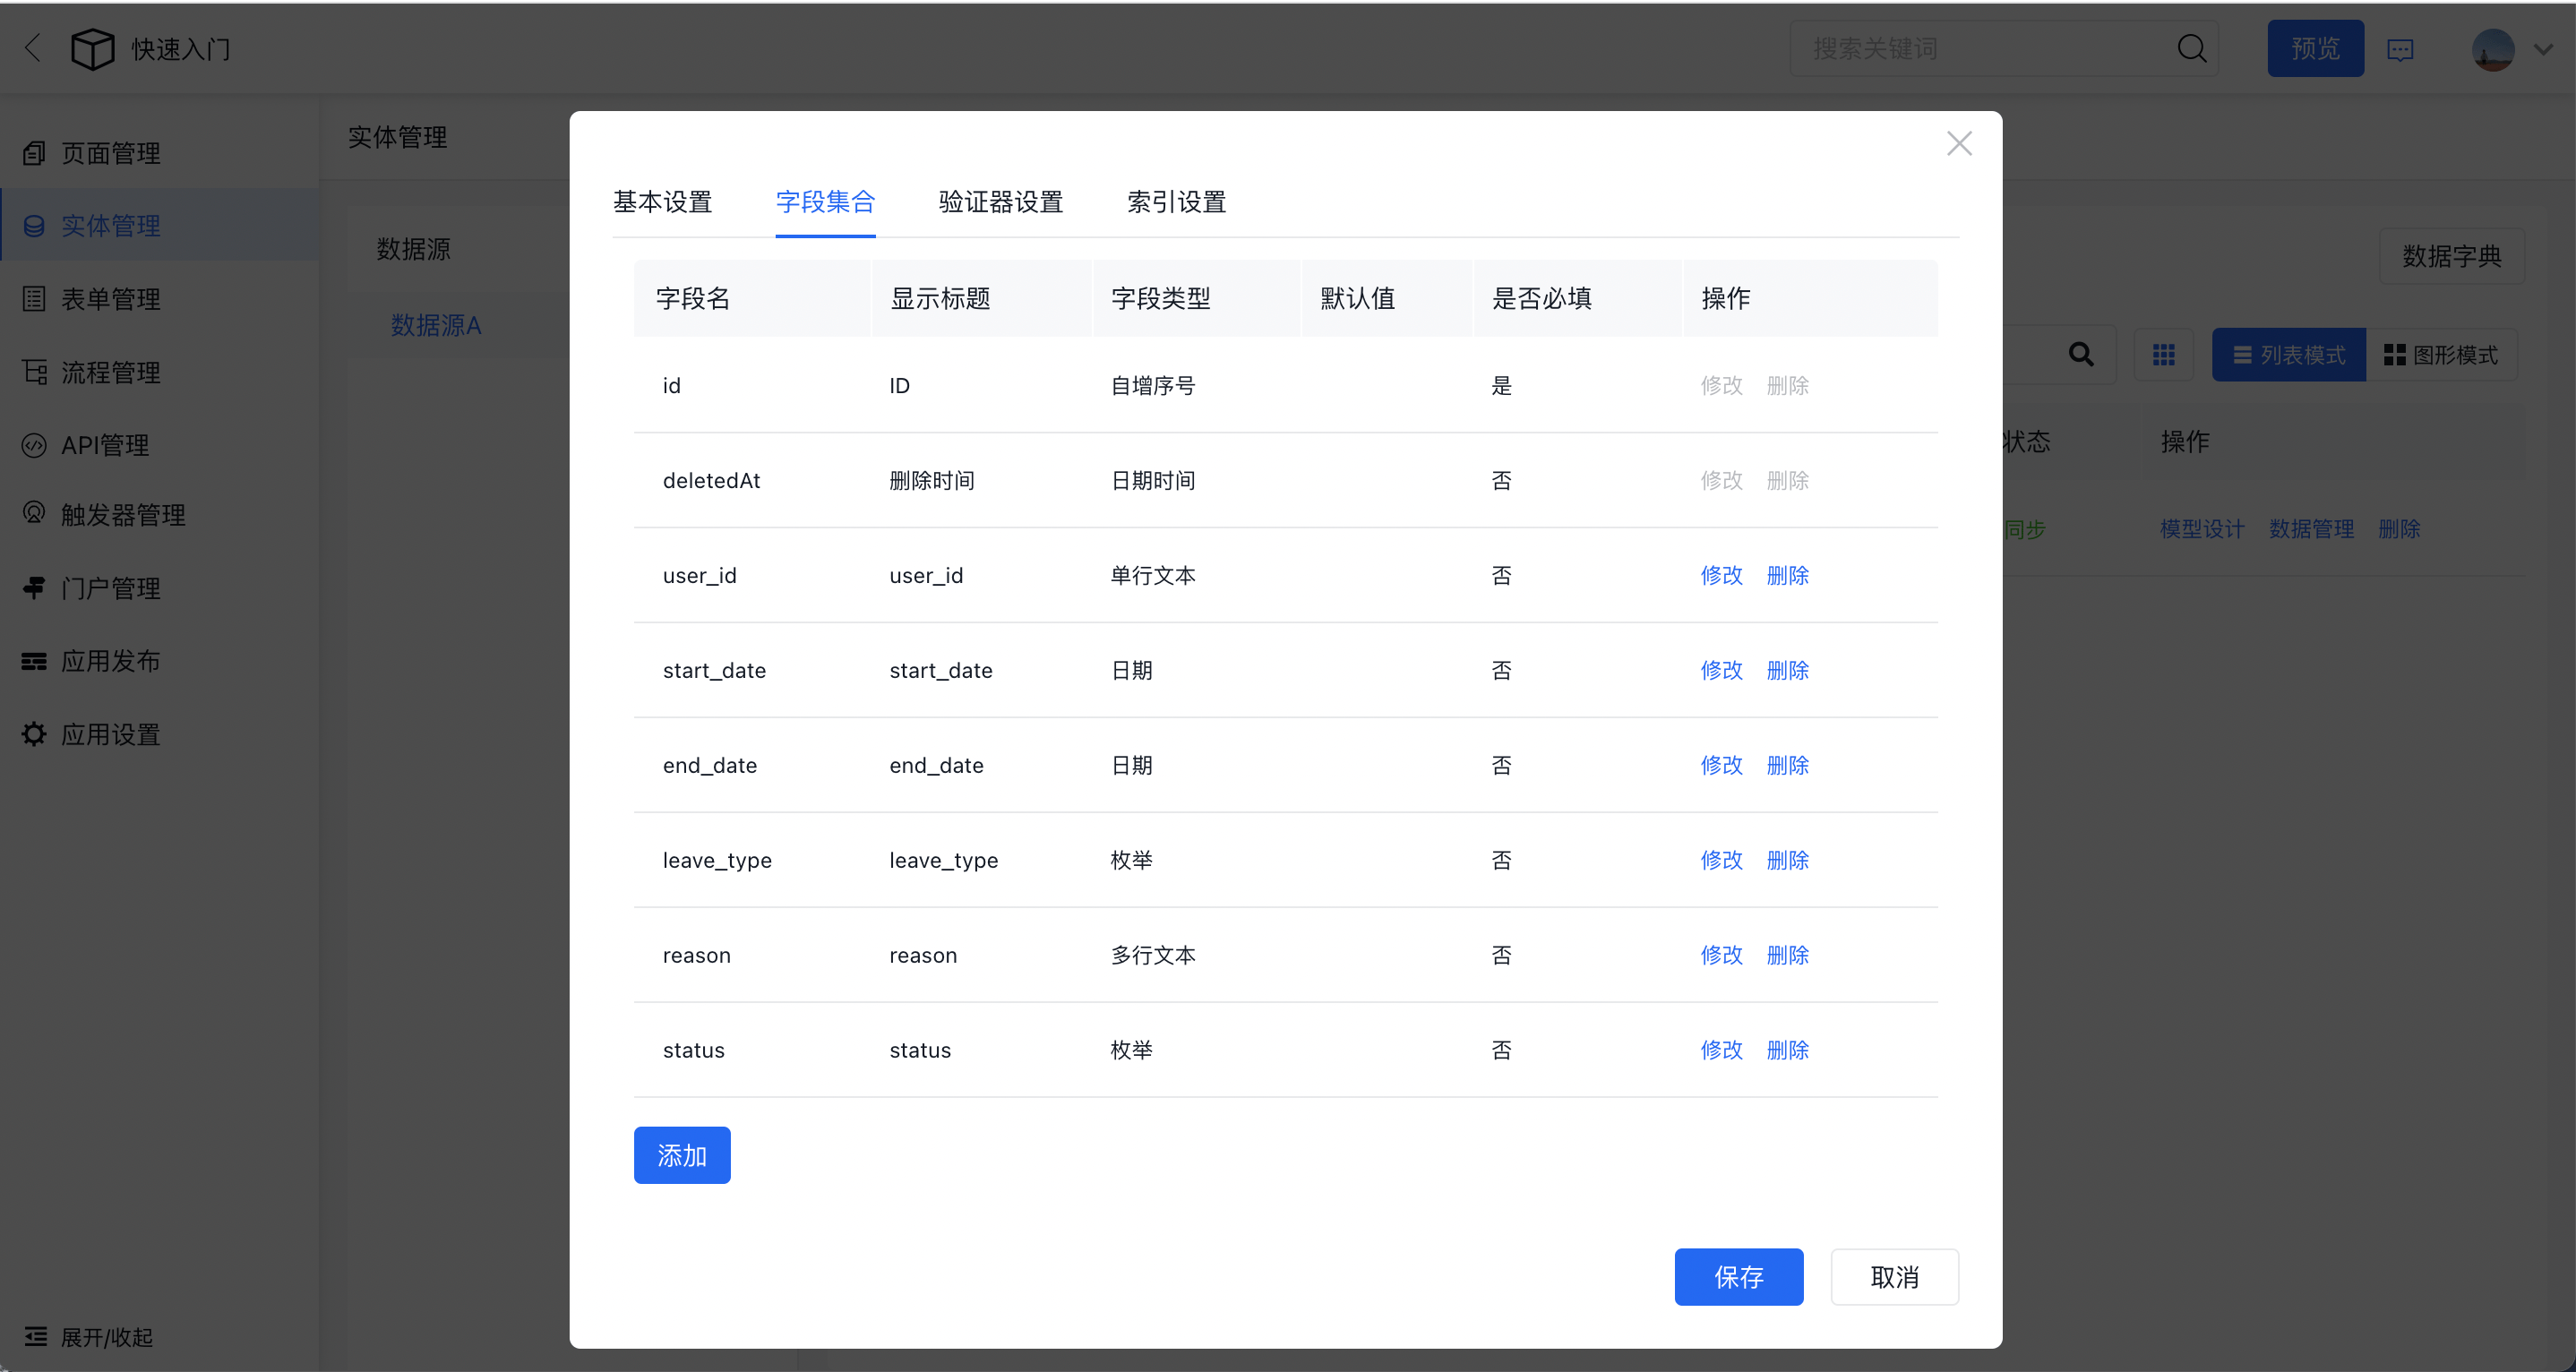 快速入门
搜索关键词
预览
页面管理
实体管理
表单管理
流程管理
API管理
触发器管理
门户管理
应用发布
应用设置
展开/收起
实体管理
数据源
数据源A
数据字典
列表模式 图形模式
状态 操作
同步 模型设计 数据管理 删除
基本设置 字段集合 验证器设置 索引设置
字段名 显示标题 字段类型 默认值 是否必填 操作
id ID 自增序号 是 修改 删除
deletedAt 删除时间 日期时间 否 修改 删除
user_id user_id 单行文本 否 修改 删除
start_date start_date 日期 否 修改 删除
end_date end_date 日期 否 修改 删除
leave_type leave_type 枚举 否 修改 删除
reason reason 多行文本 否 修改 删除
status status 枚举 否 修改 删除
添加
保存 取消